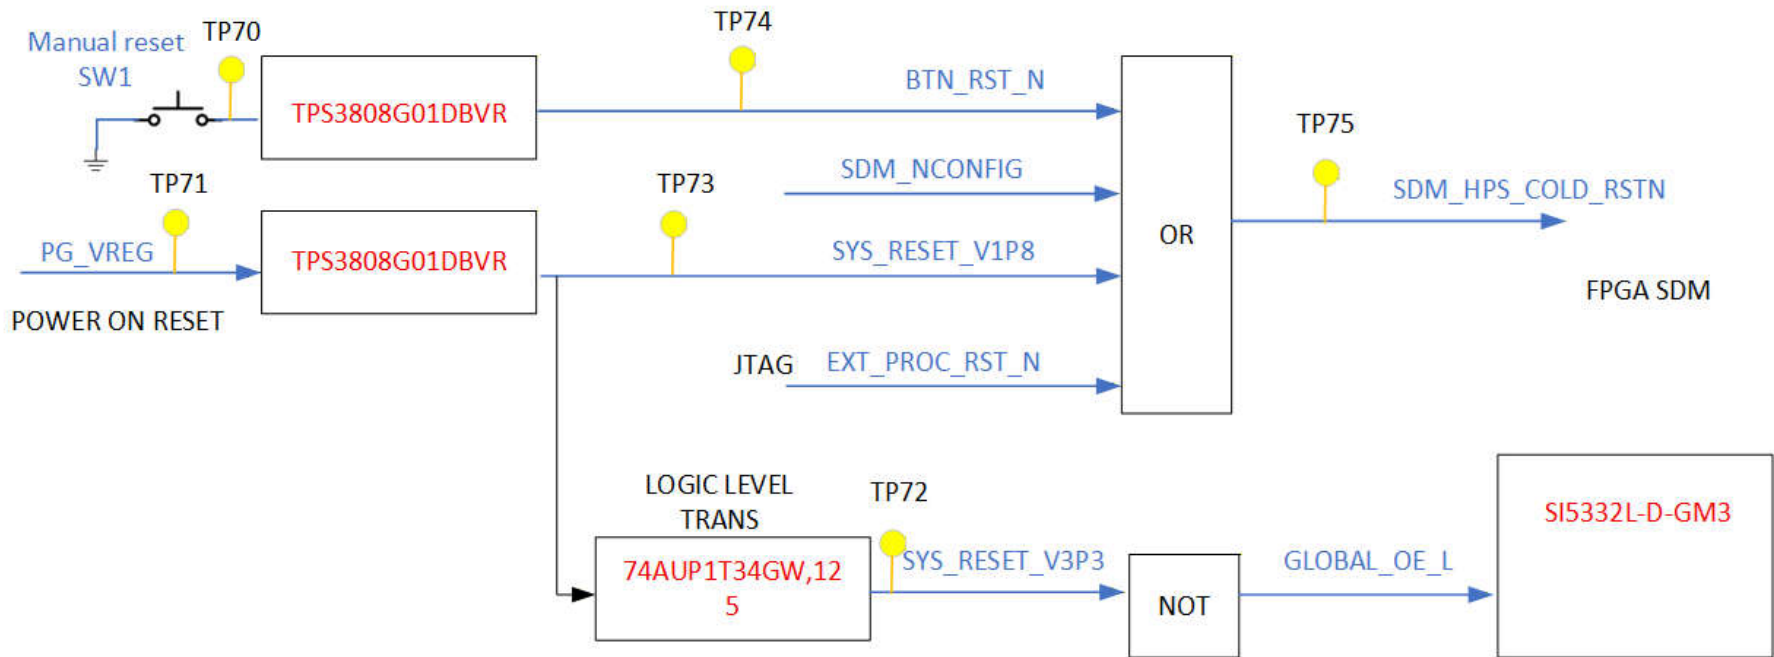 TP74
TP70
Manual reset
SW1
TPS3808G01DBVR
BTN_RST_N
TP75
SDM_NCONFIG
SDM_HPS_COLD_RSTN
TP71
TP73
PG_VREG
TPS3808G01DBVR
SYS_RESET_V1P8
OR
FPGA SDM
POWER ON RESET
JTAG
EXT_PROC_RST_N
LOGIC LEVEL
TRANS
TP72
74AUP1T34GW,12
5
SYS_RESET_V3P3
NOT
GLOBAL_OE_L
SI5332L-D-GM3